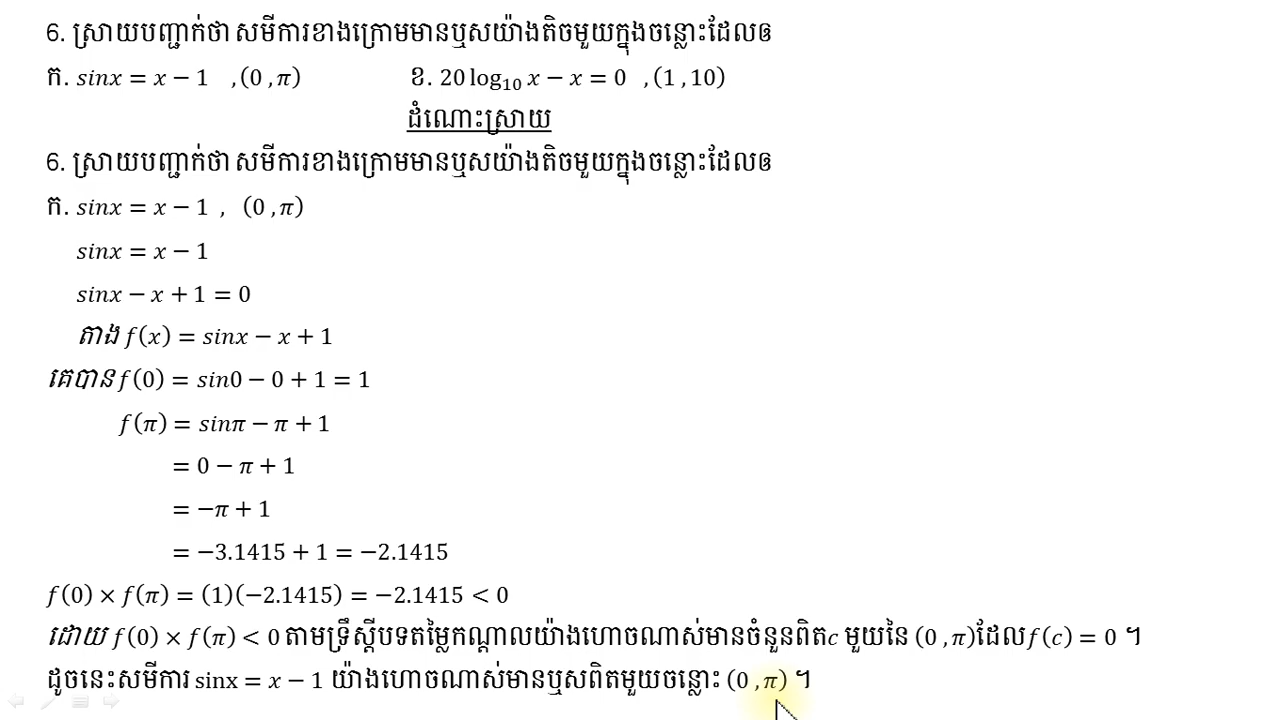 6. ស្រាយបញ្ជាក់ថា សមីការខាងក្រោមមានឬសយ៉ាងតិចមួយក្នុងចន្លោះដែលឲ
ក. sinx = x − 1 , (0 , π) ខ. 20 log₁₀ x − x = 0 , (1 , 10)
ដំណោះស្រាយ
6. ស្រាយបញ្ជាក់ថា សមីការខាងក្រោមមានឬសយ៉ាងតិចមួយក្នុងចន្លោះដែលឲ
ក. sinx = x − 1 , (0 , π)
sinx = x − 1
sinx − x + 1 = 0
តាង f(x) = sinx − x + 1
គេបាន f(0) = sin0 − 0 + 1 = 1
f(π) = sinπ − π + 1
= 0 − π + 1
= −π + 1
= −3.1415 + 1 = −2.1415
f(0) × f(π) = (1)(−2.1415) = −2.1415 < 0
ដោយ f(0) × f(π) < 0 តាមទ្រឹស្តីបទតម្លៃកណ្តាលយ៉ាងហោចណាស់មានចំនួនពិតc មួយនៃ (0 , π)ដែលf(c) = 0 ។
ដូចនេះសមីការ sinx = x − 1 យ៉ាងហោចណាស់មានឬសពិតមួយចន្លោះ (0 , π) ។